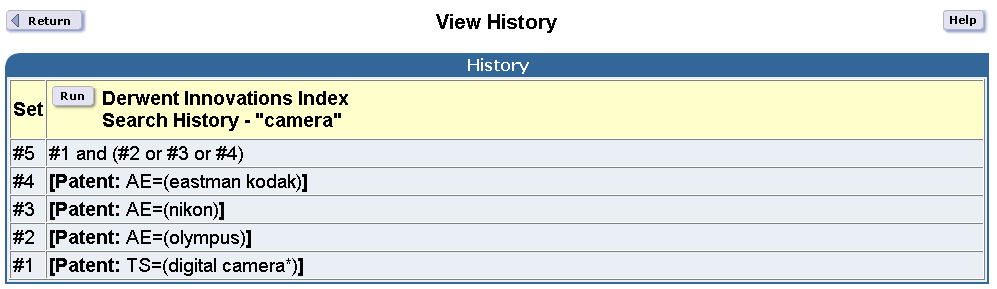 Return
View History
Help
History
Set
Run
Derwent Innovations Index
Search History - "camera"
#5 #1 and (#2 or #3 or #4)
#4 [Patent: AE=(eastman kodak)]
#3 [Patent: AE=(nikon)]
#2 [Patent: AE=(olympus)]
#1 [Patent: TS=(digital camera*)]